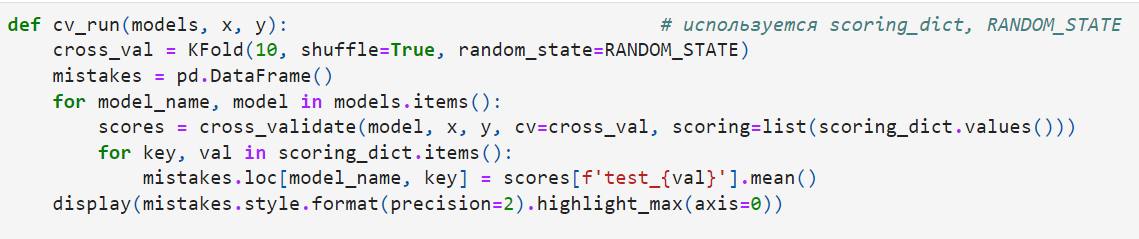 def cv_run(models, x, y):                                # используется scoring_dict, RANDOM_STATE
    cross_val = KFold(10, shuffle=True, random_state=RANDOM_STATE)
    mistakes = pd.DataFrame()
    for model_name, model in models.items():
        scores = cross_validate(model, x, y, cv=cross_val, scoring=list(scoring_dict.values()))
        for key, val in scoring_dict.items():
            mistakes.loc[model_name, key] = scores[f'test_{val}'].mean()
    display(mistakes.style.format(precision=2).highlight_max(axis=0))